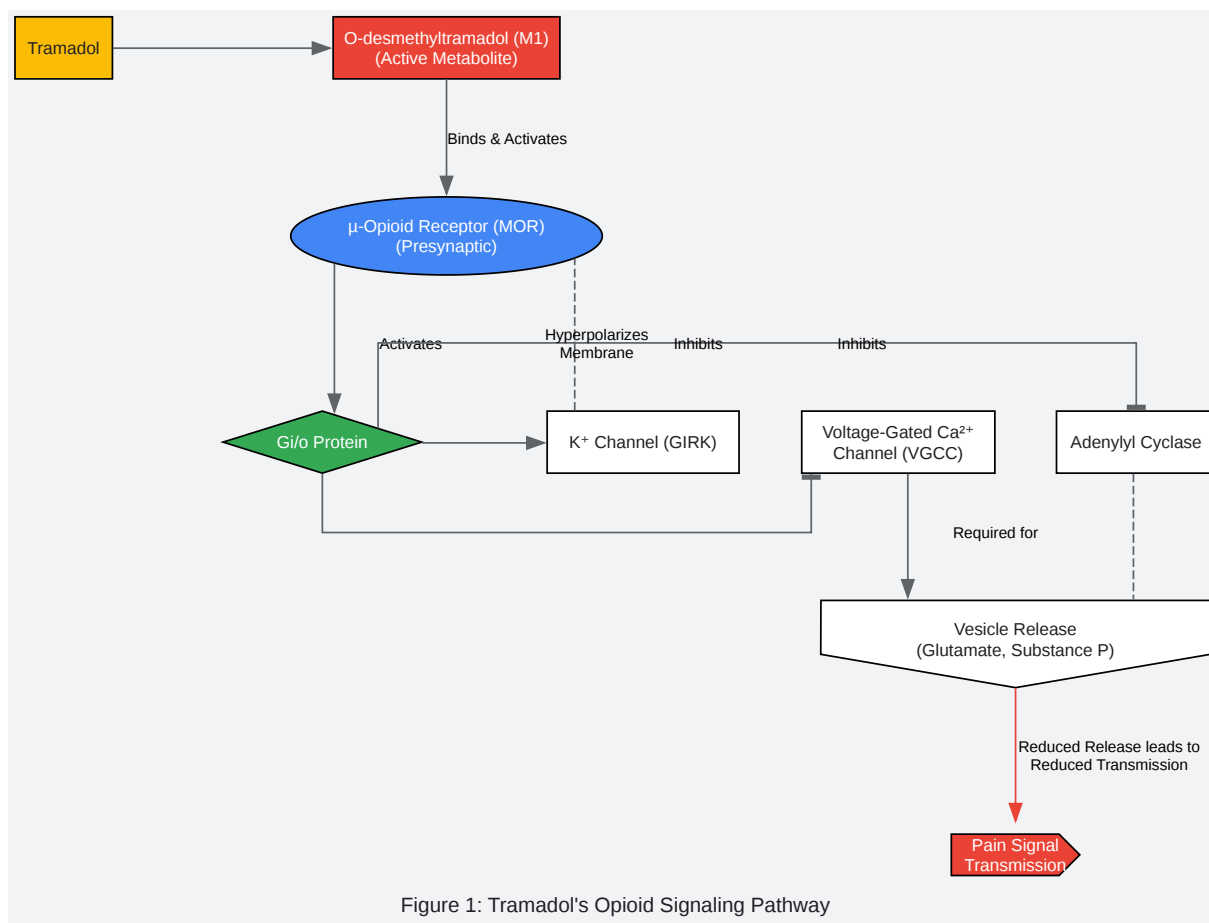 Tramadol
O-desmethyltramadol (M1)
(Active Metabolite)
Binds & Activates
µ-Opioid Receptor (MOR)
(Presynaptic)
Activates
Hyperpolarizes
Membrane
Inhibits
Inhibits
Gi/o Protein
K⁺ Channel (GIRK)
Voltage-Gated Ca²⁺
Channel (VGCC)
Adenylyl Cyclase
Required for
Vesicle Release
(Glutamate, Substance P)
Reduced Release leads to
Reduced Transmission
Pain Signal
Transmission
Figure 1: Tramadol's Opioid Signaling Pathway